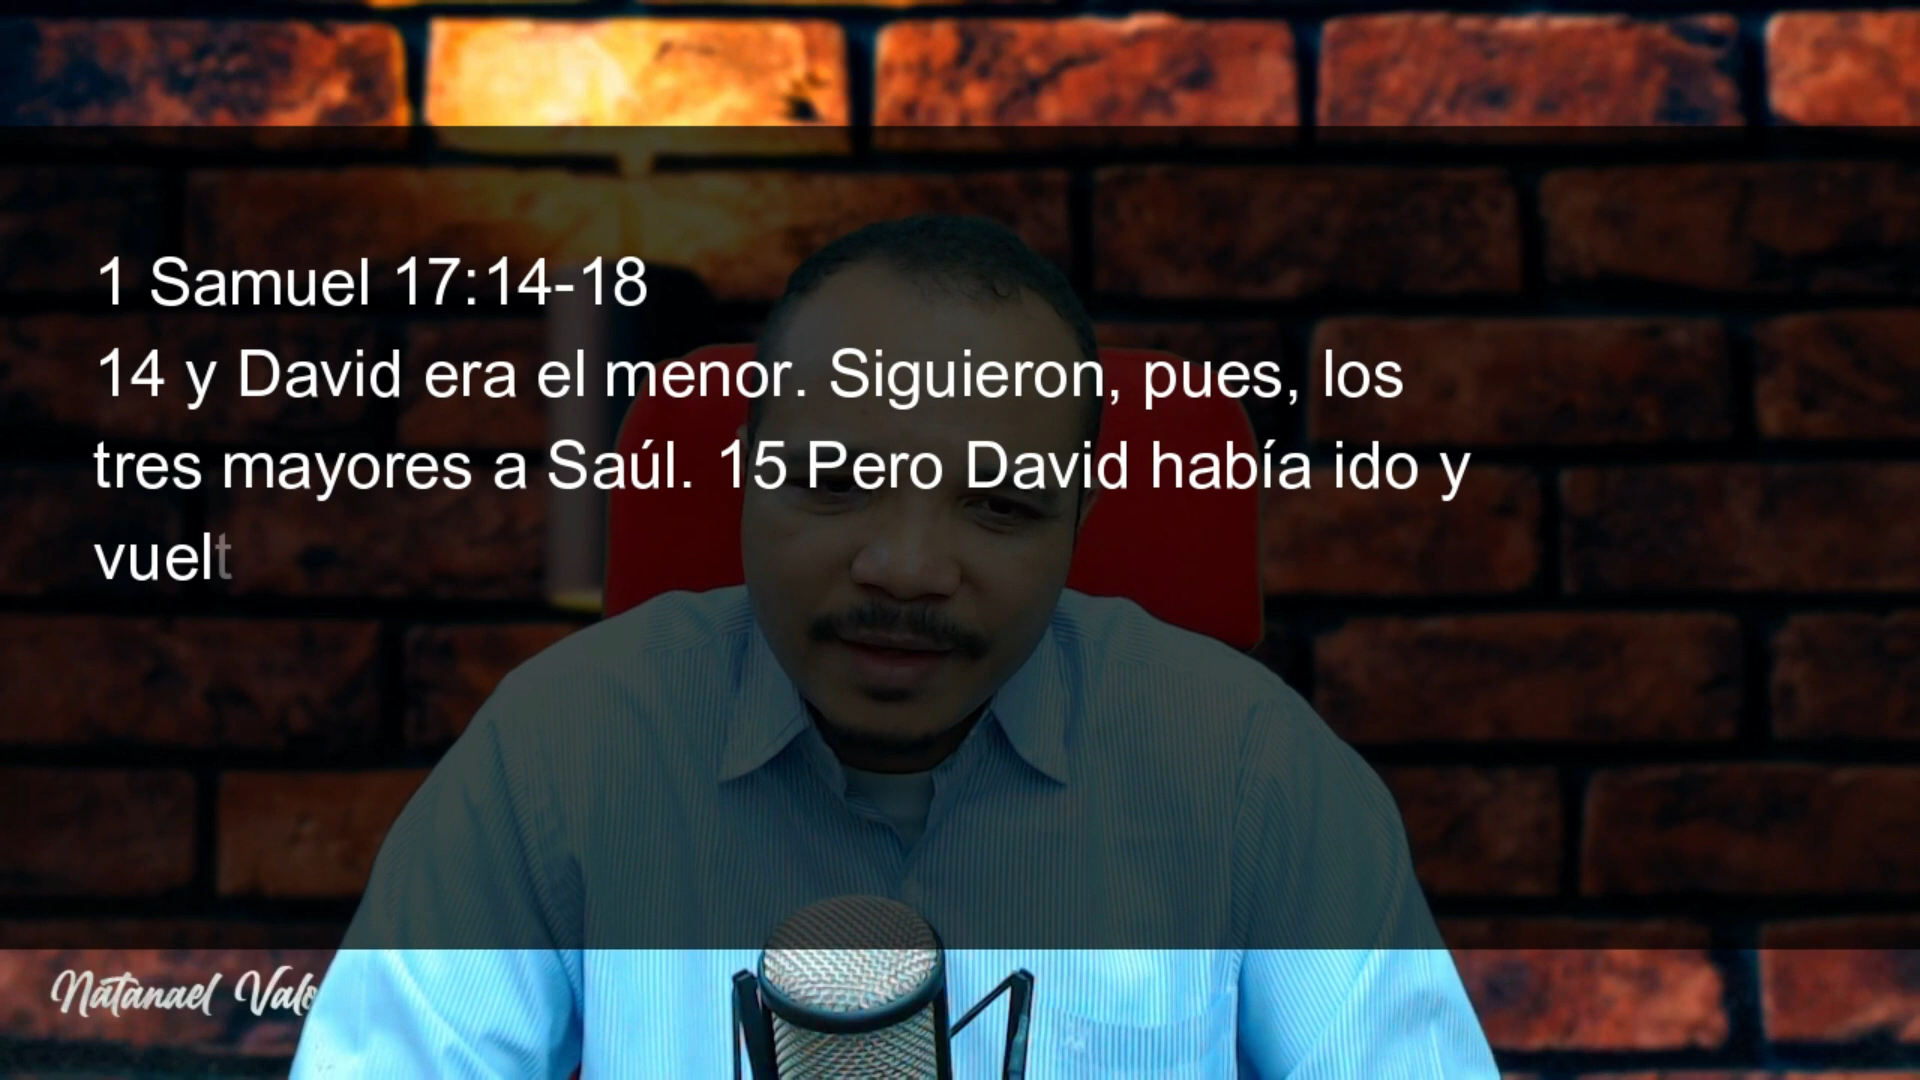 1 Samuel 17:14-18
14 y David era el menor. Siguieron, pues, los
tres mayores a Saúl. 15 Pero David había ido y
vuelt
Natanael